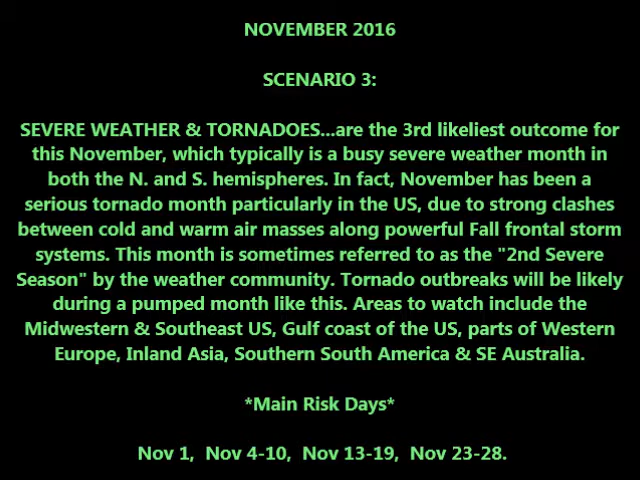 NOVEMBER 2016
SCENARIO 3:
SEVERE WEATHER & TORNADOES...are the 3rd likeliest outcome for
this November, which typically is a busy severe weather month in
both the N. and S. hemispheres. In fact, November has been a
serious tornado month particularly in the US, due to strong clashes
between cold and warm air masses along powerful Fall frontal storm
systems. This month is sometimes referred to as the "2nd Severe
Season" by the weather community. Tornado outbreaks will be likely
during a pumped month like this. Areas to watch include the
Midwestern & Southeast US, Gulf coast of the US, parts of Western
Europe, Inland Asia, Southern South America & SE Australia.
*Main Risk Days*
Nov 1,  Nov 4-10,  Nov 13-19,  Nov 23-28.